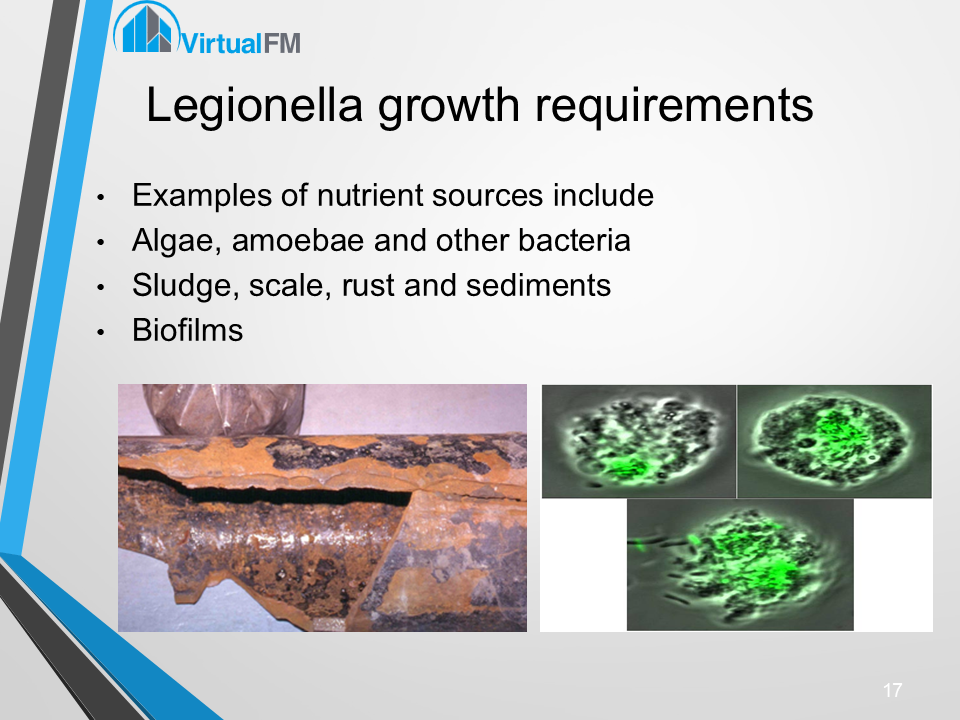 VirtualFM
Legionella growth requirements
• Examples of nutrient sources include
• Algae, amoebae and other bacteria
• Sludge, scale, rust and sediments
• Biofilms
17